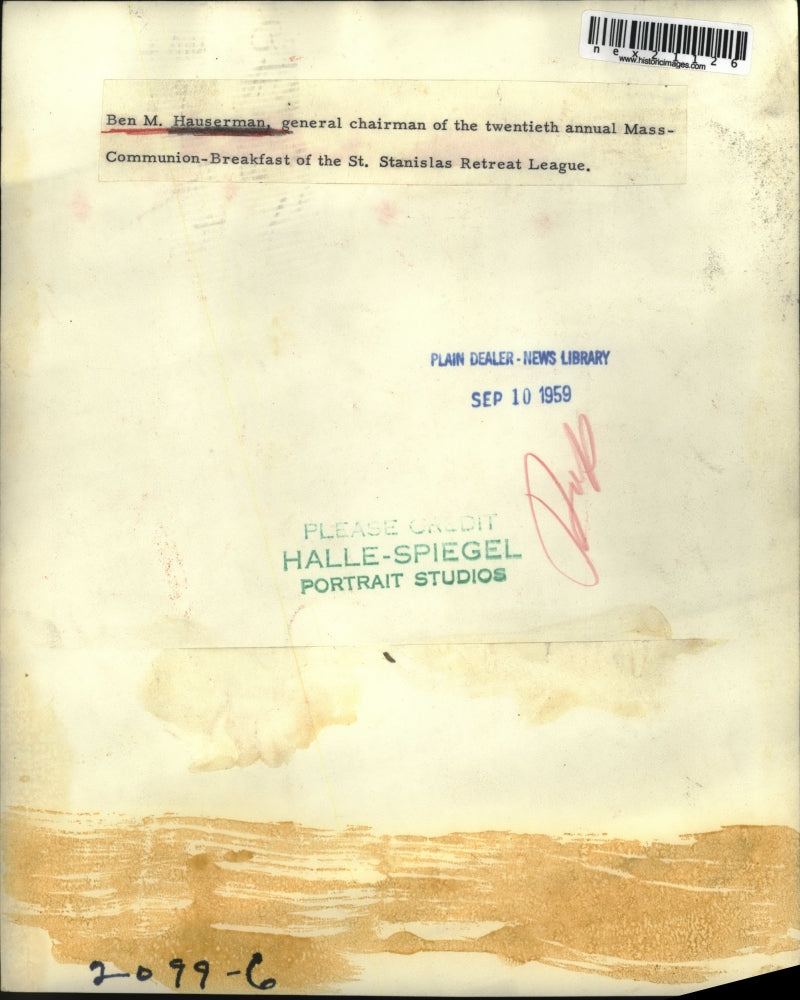 nex21126
www.historicimages.com
Ben M. Hauserman, general chairman of the twentieth annual Mass-
Communion-Breakfast of the St. Stanislas Retreat League.
PLAIN DEALER - NEWS LIBRARY
SEP 10 1959
PLEASE CREDIT
HALLE-SPIEGEL
PORTRAIT STUDIOS
2099-6